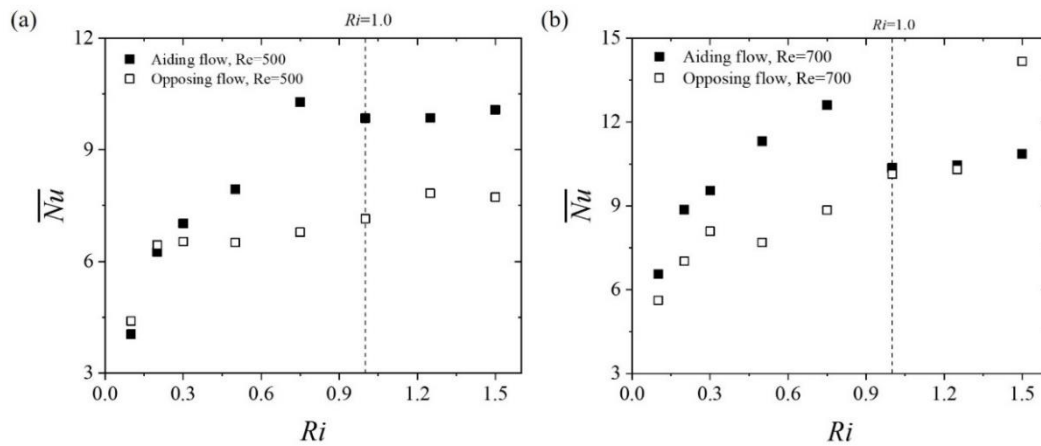 (a)
Ri=1.0
12
Aiding flow, Re=500
Opposing flow, Re=500
9
Nu
6
3
0.0 0.3 0.6 0.9 1.2 1.5
Ri
(b)
Ri=1.0
15
Aiding flow, Re=700
Opposing flow, Re=700
12
Nu
9
6
3
0.0 0.3 0.6 0.9 1.2 1.5
Ri